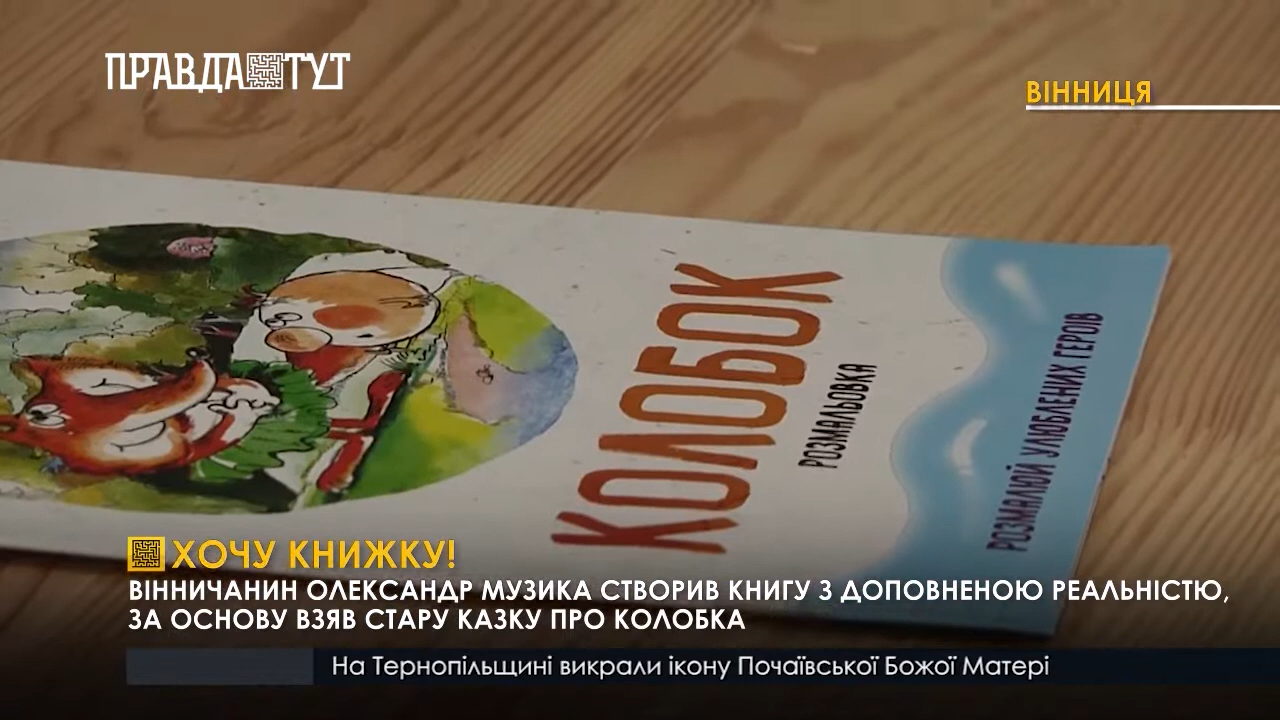 ПРАВДА ТУТ
ВІННИЦЯ
КОЛОБОК
РОЗМАЛЬОВКА
РОЗМАЛЮЙ УЛЮБЛЕНИХ ГЕРОЇВ
ХОЧУ КНИЖКУ!
ВІННИЧАНИН ОЛЕКСАНДР МУЗИКА СТВОРИВ КНИГУ З ДОПОВНЕНОЮ РЕАЛЬНІСТЮ,
ЗА ОСНОВУ ВЗЯВ СТАРУ КАЗКУ ПРО КОЛОБКА
На Тернопільщині викрали ікону Почаївської Божої Матері